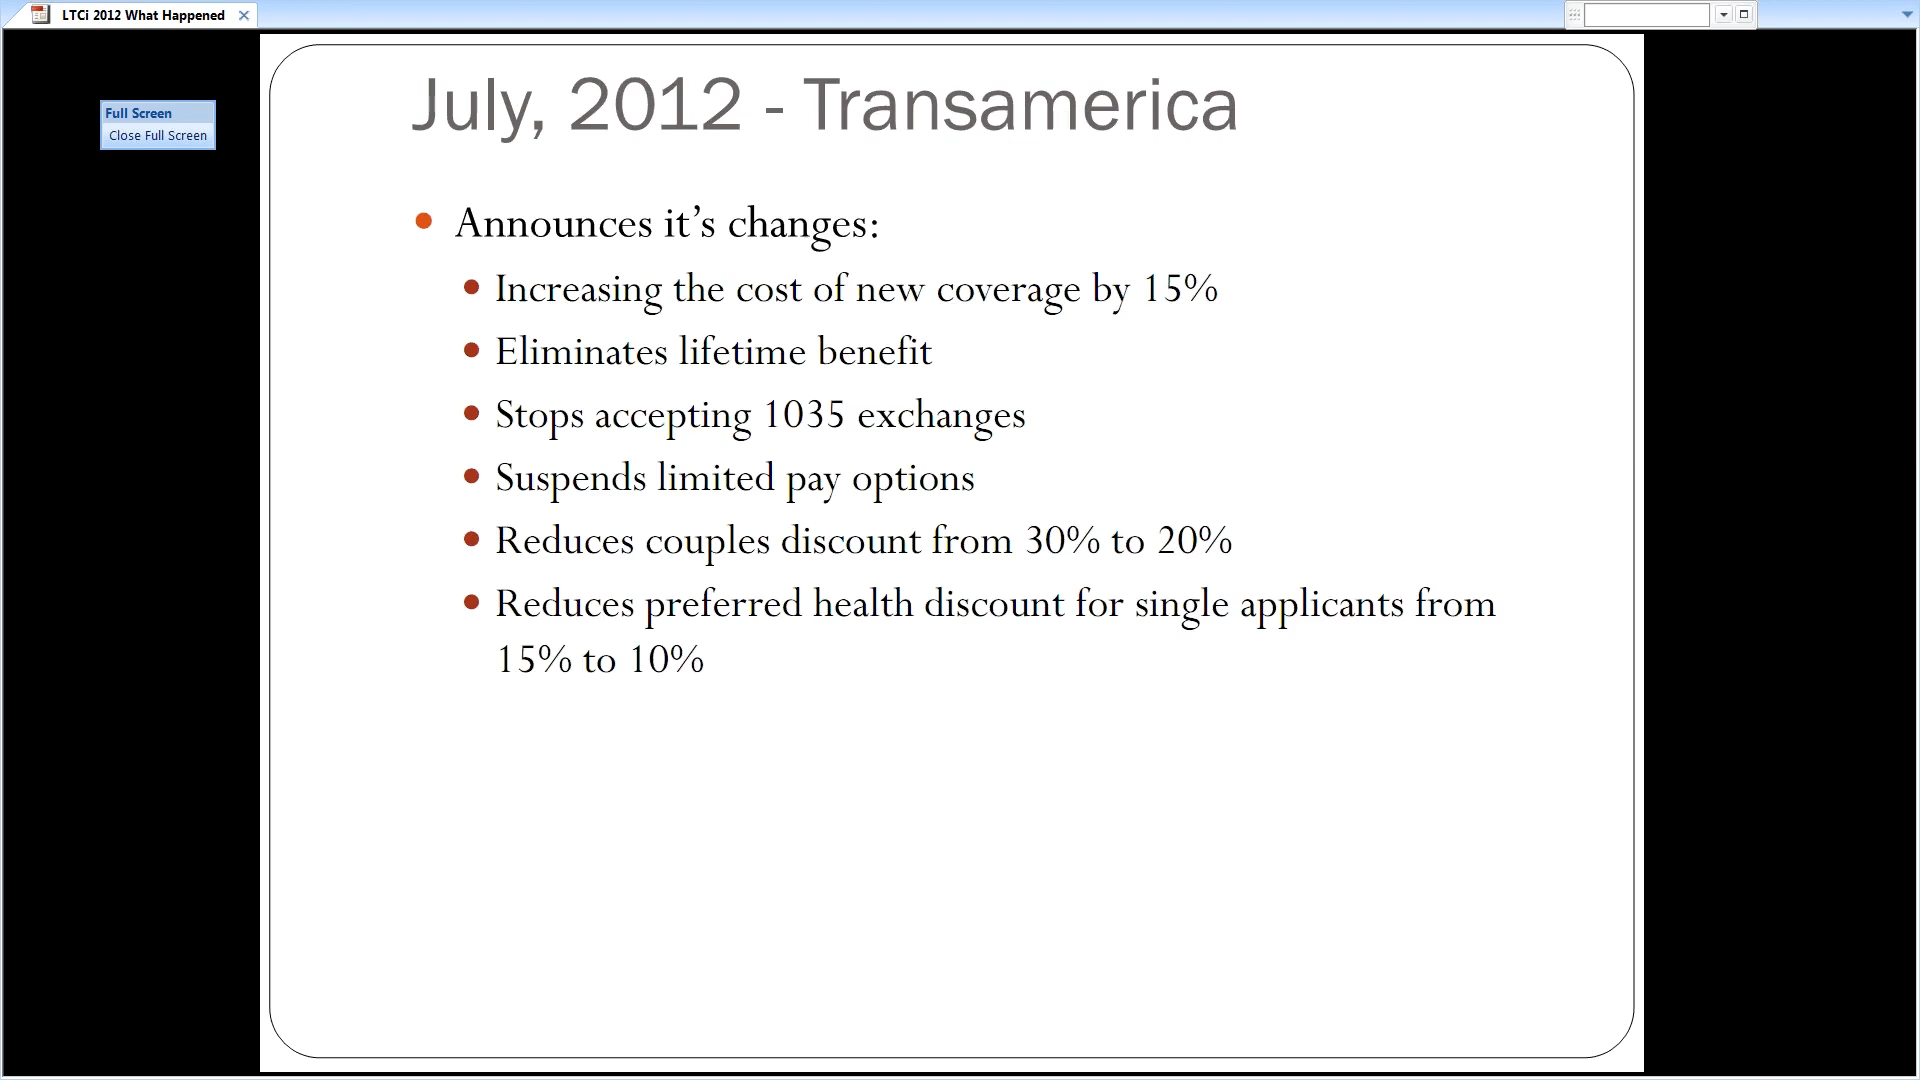 LTCi 2012 What Happened
Full Screen
Close Full Screen
July, 2012 - Transamerica
Announces it’s changes:
Increasing the cost of new coverage by 15%
Eliminates lifetime benefit
Stops accepting 1035 exchanges
Suspends limited pay options
Reduces couples discount from 30% to 20%
Reduces preferred health discount for single applicants from
15% to 10%